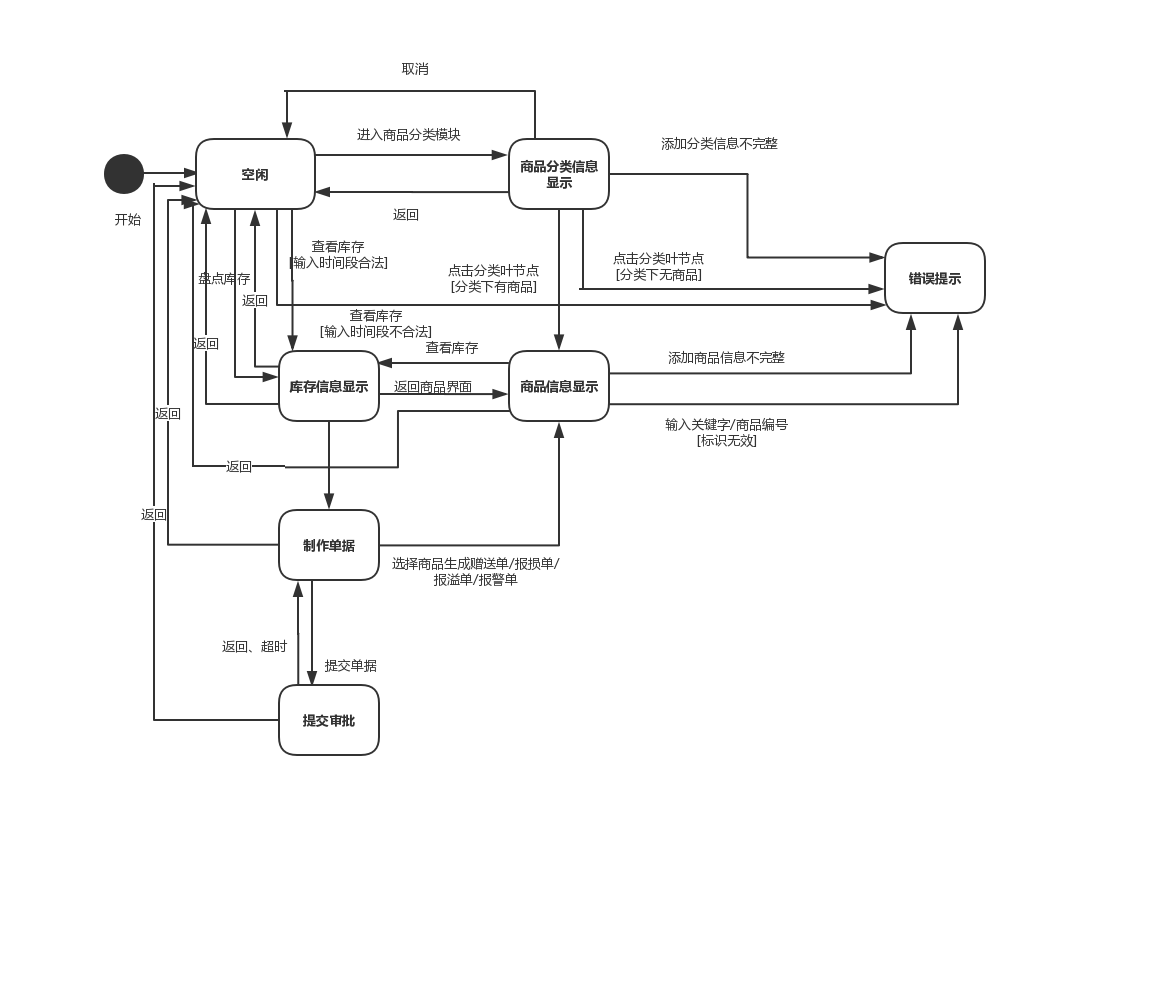 取消
进入商品分类模块
添加分类信息不完整
空闲
商品分类信息
显示
开始
返回
查看库存
[输入时间段合法]
盘点库存
返回
点击分类叶节点
[分类下有商品]
点击分类叶节点
[分类下无商品]
错误提示
查看库存
[输入时间段不合法]
返回
查看库存
添加商品信息不完整
库存信息显示
返回商品界面
商品信息显示
返回
输入关键字/商品编号
[标识无效]
返回
返回
制作单据
选择商品生成赠送单/报损单/
报溢单/报警单
返回、超时
提交单据
提交审批